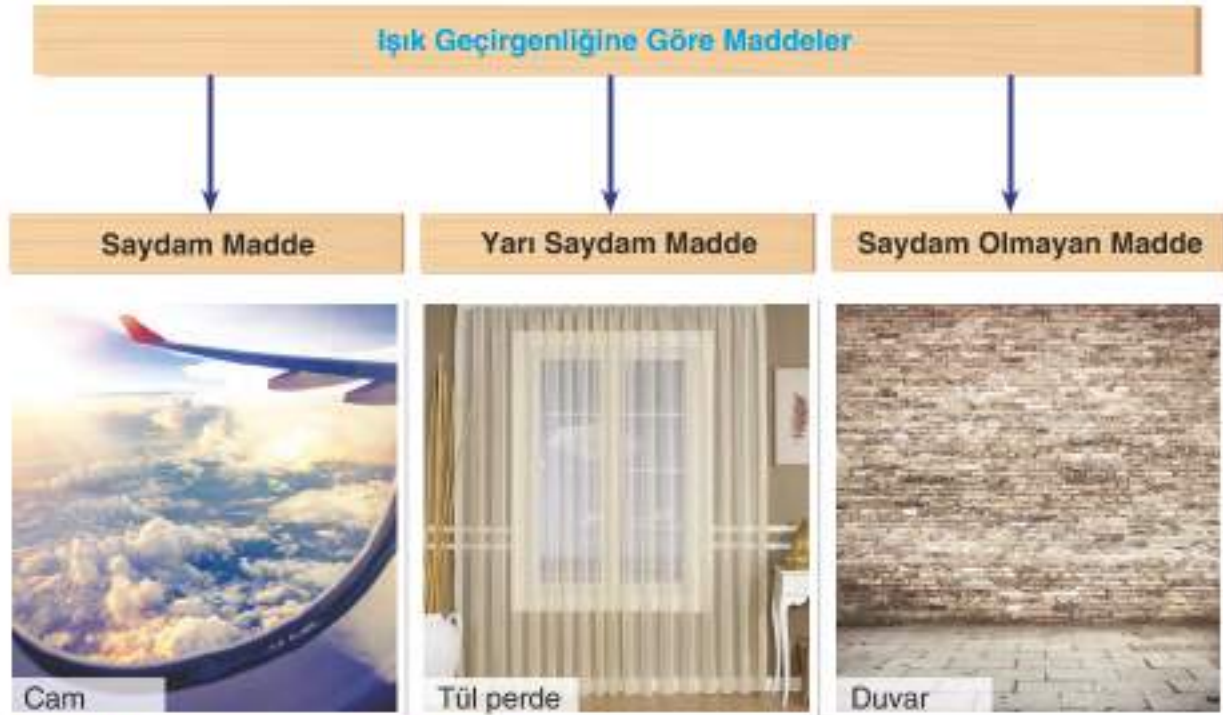 Işık Geçirgenliğine Göre Maddeler
Saydam Madde
Yarı Saydam Madde
Saydam Olmayan Madde
Cam
Tül perde
Duvar